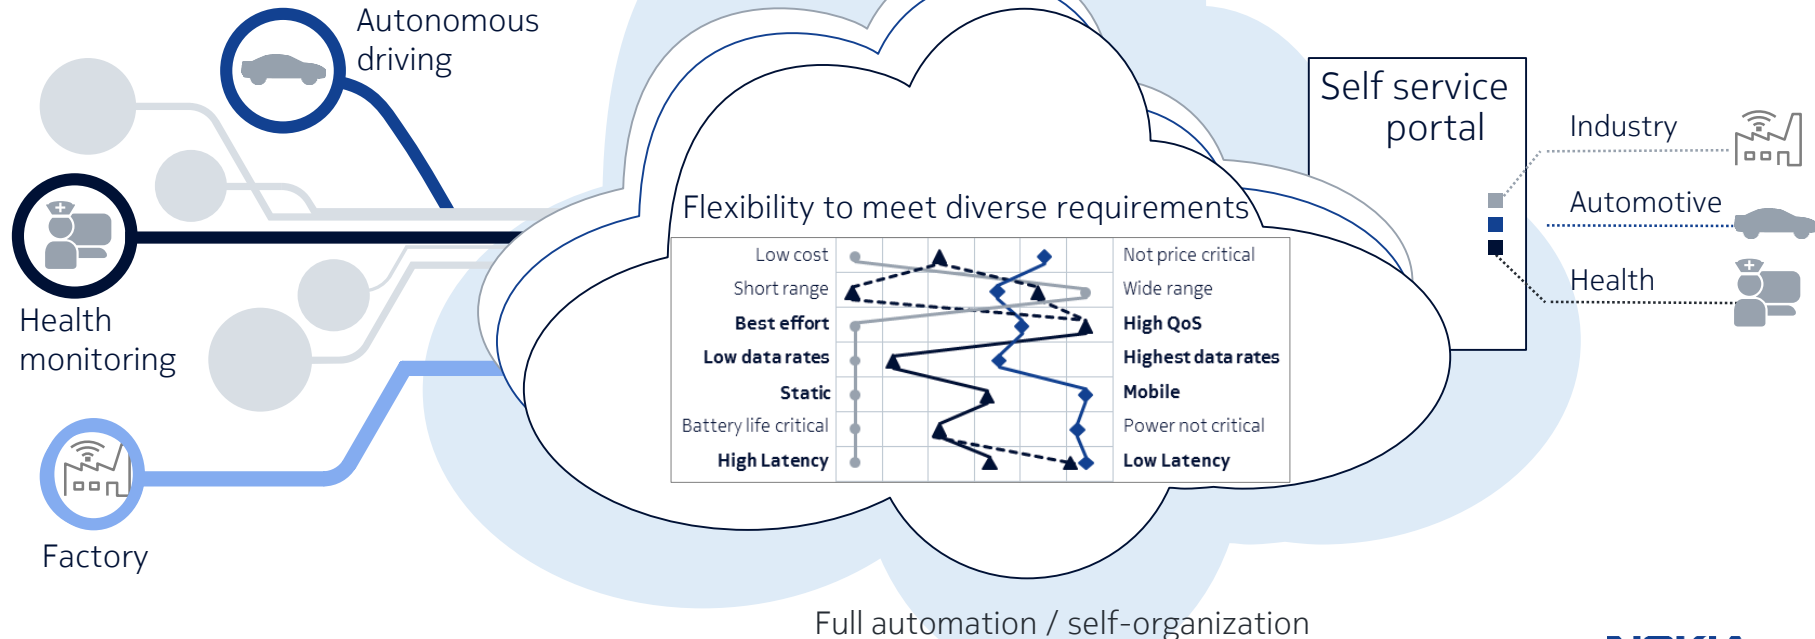 Autonomous
driving
Health
monitoring
Factory
Flexibility to meet diverse requirements
Low cost Not price critical
Short range Wide range
Best effort High QoS
Low data rates Highest data rates
Static Mobile
Battery life critical Power not critical
High Latency Low Latency
Self service
portal
Industry
Automotive
Health
Full automation / self-organization